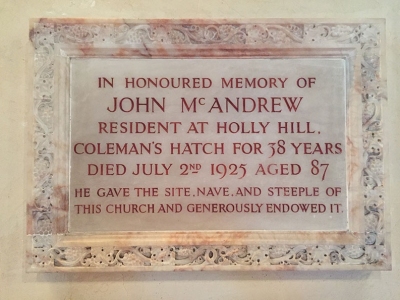 IN HONOURED MEMORY OF
JOHN McANDREW
RESIDENT AT HOLLY HILL,
COLEMAN'S HATCH FOR 38 YEARS
DIED JULY 2ND 1925 AGED 87
HE GAVE THE SITE, NAVE, AND STEEPLE OF
THIS CHURCH AND GENEROUSLY ENDOWED IT.